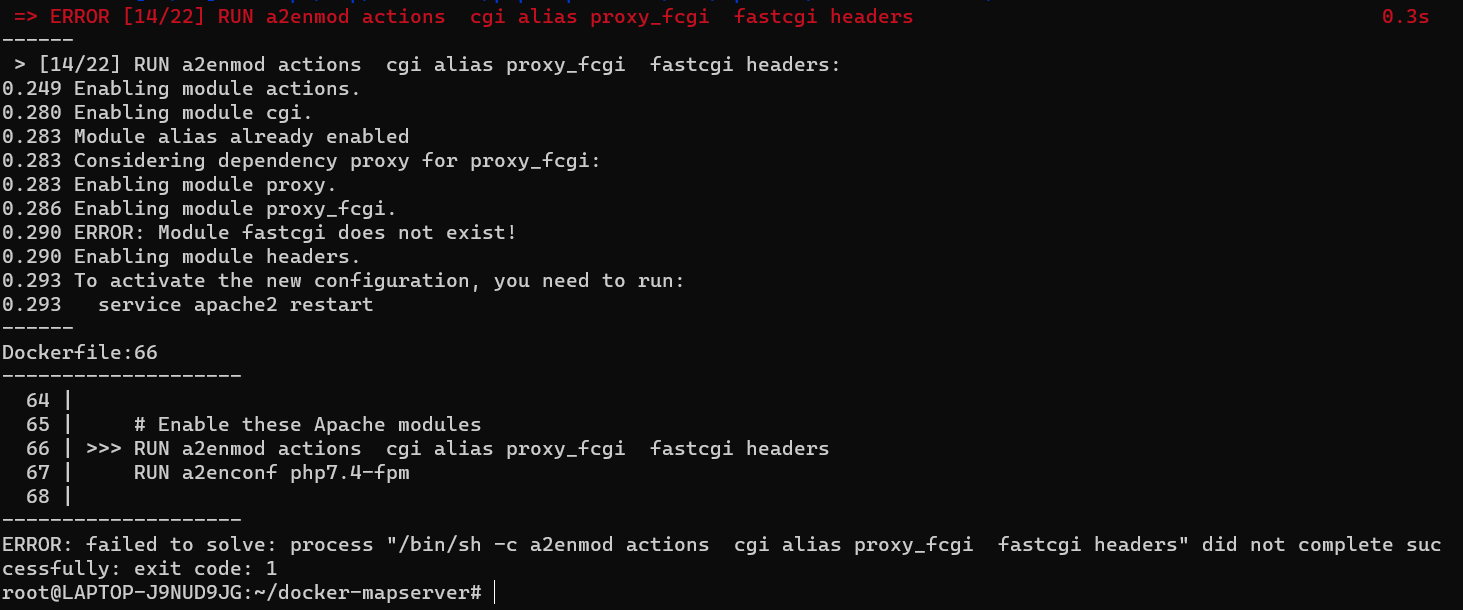 => ERROR [14/22] RUN a2enmod actions  cgi alias proxy_fcgi  fastcgi headers 0.3s
------
 > [14/22] RUN a2enmod actions  cgi alias proxy_fcgi  fastcgi headers:
0.249 Enabling module actions.
0.280 Enabling module cgi.
0.283 Module alias already enabled
0.283 Considering dependency proxy for proxy_fcgi:
0.283 Enabling module proxy.
0.286 Enabling module proxy_fcgi.
0.290 ERROR: Module fastcgi does not exist!
0.290 Enabling module headers.
0.293 To activate the new configuration, you need to run:
0.293   service apache2 restart
------
Dockerfile:66
--------------------
  64 |
  65 |     # Enable these Apache modules
  66 | >>> RUN a2enmod actions  cgi alias proxy_fcgi  fastcgi headers
  67 |     RUN a2enconf php7.4-fpm
  68 |
--------------------
ERROR: failed to solve: process "/bin/sh -c a2enmod actions  cgi alias proxy_fcgi  fastcgi headers" did not complete suc
cessfully: exit code: 1
root@LAPTOP-J9NUD9JG:~/docker-mapserver#